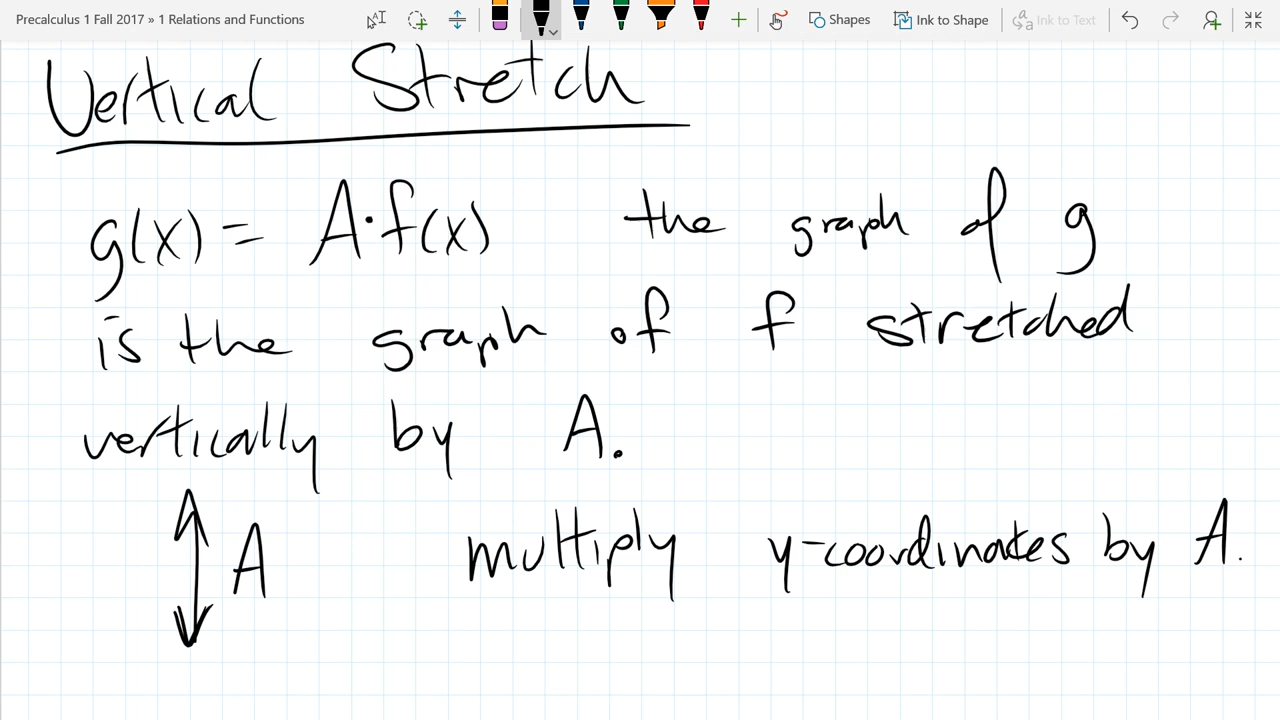 Precalculus 1 Fall 2017 » 1 Relations and Functions
Shapes
Ink to Shape
Ink to Text
Vertical Stretch
g(x) = A·f(x) the graph of g
is the graph of f stretched
vertically by A.
A multiply y-coordinates by A.